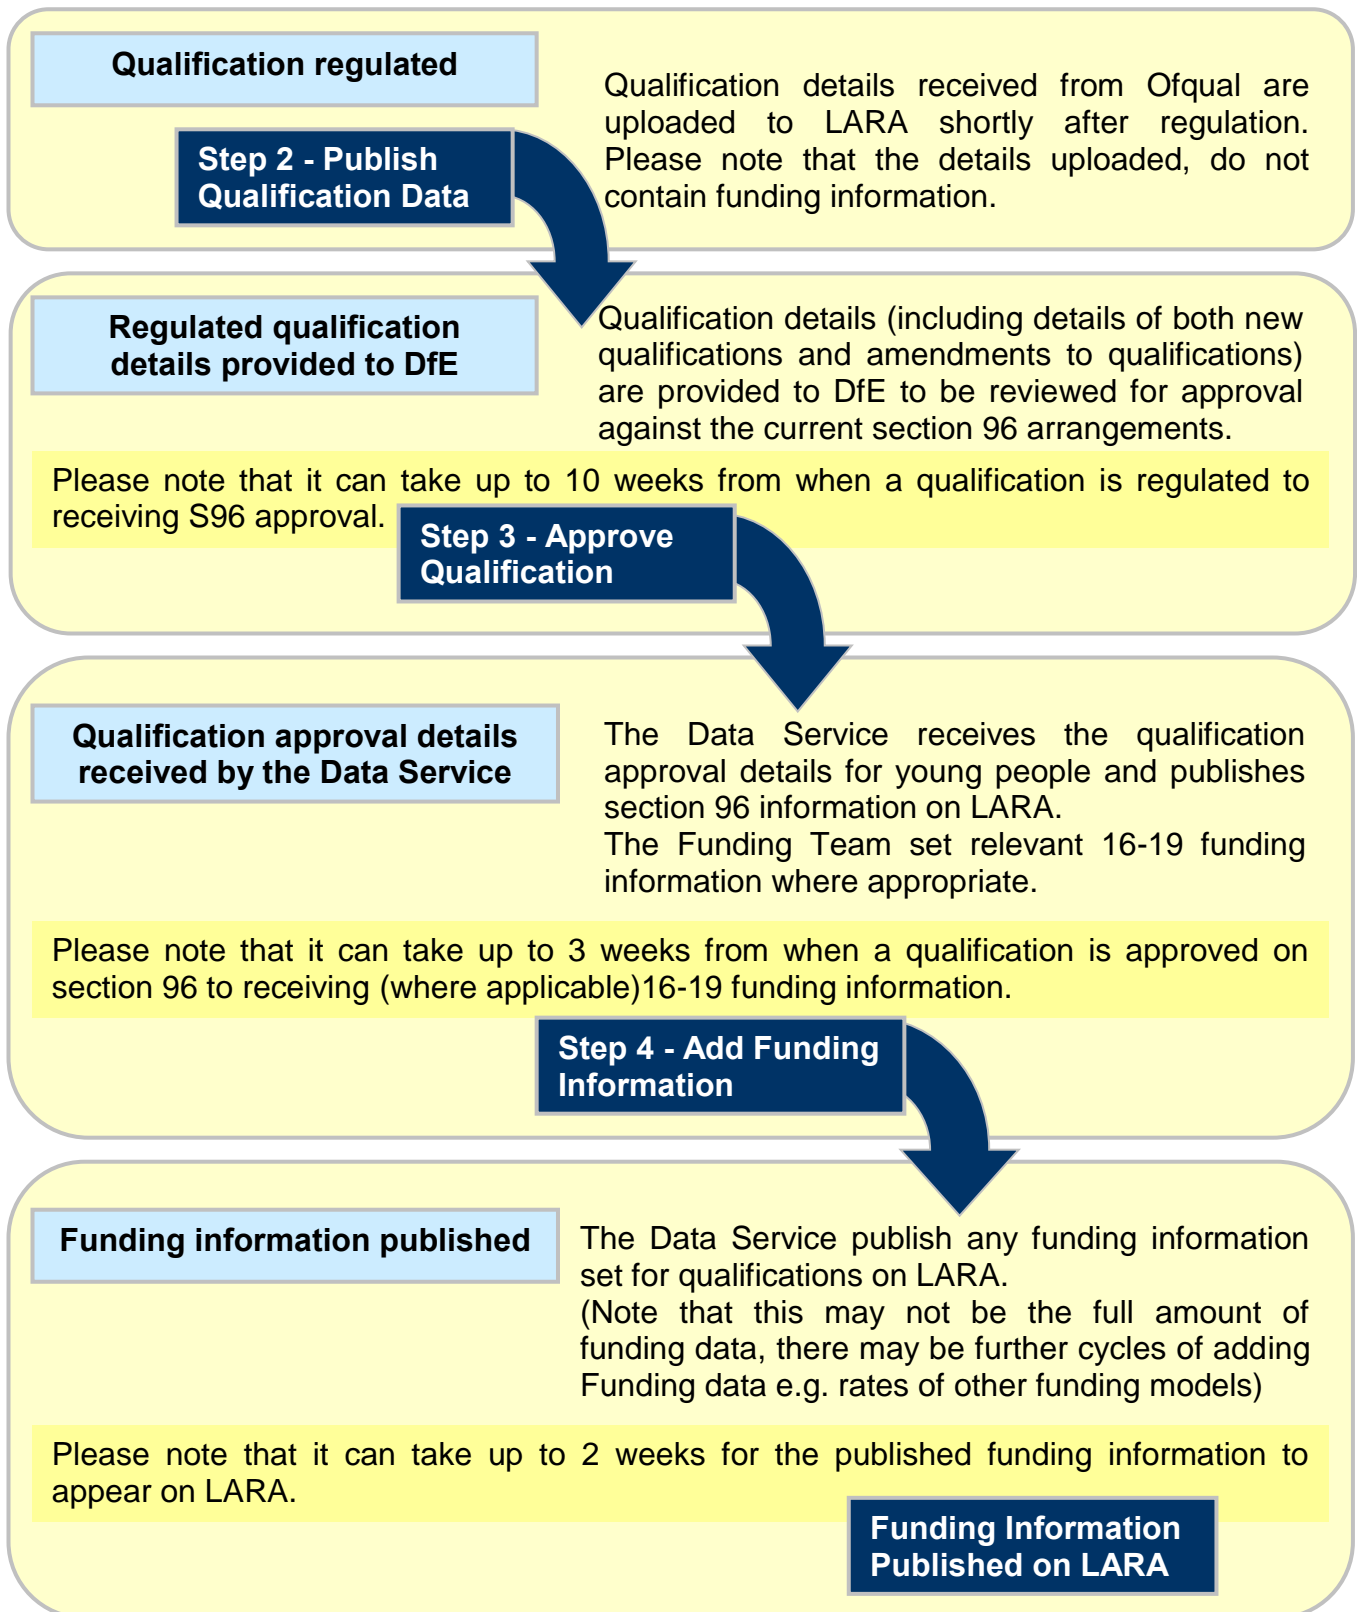 Qualification regulated
Qualification details received from Ofqual are
uploaded to LARA shortly after regulation.
Please note that the details uploaded, do not
contain funding information.
Step 2 - Publish
Qualification Data
Regulated qualification
details provided to DfE
Qualification details (including details of both new
qualifications and amendments to qualifications)
are provided to DfE to be reviewed for approval
against the current section 96 arrangements.
Please note that it can take up to 10 weeks from when a qualification is regulated to
receiving S96 approval.
Step 3 - Approve
Qualification
Qualification approval details
received by the Data Service
The Data Service receives the qualification
approval details for young people and publishes
section 96 information on LARA.
The Funding Team set relevant 16-19 funding
information where appropriate.
Please note that it can take up to 3 weeks from when a qualification is approved on
section 96 to receiving (where applicable)16-19 funding information.
Step 4 - Add Funding
Information
Funding information published
The Data Service publish any funding information
set for qualifications on LARA.
(Note that this may not be the full amount of
funding data, there may be further cycles of adding
Funding data e.g. rates of other funding models)
Please note that it can take up to 2 weeks for the published funding information to
appear on LARA.
Funding Information
Published on LARA